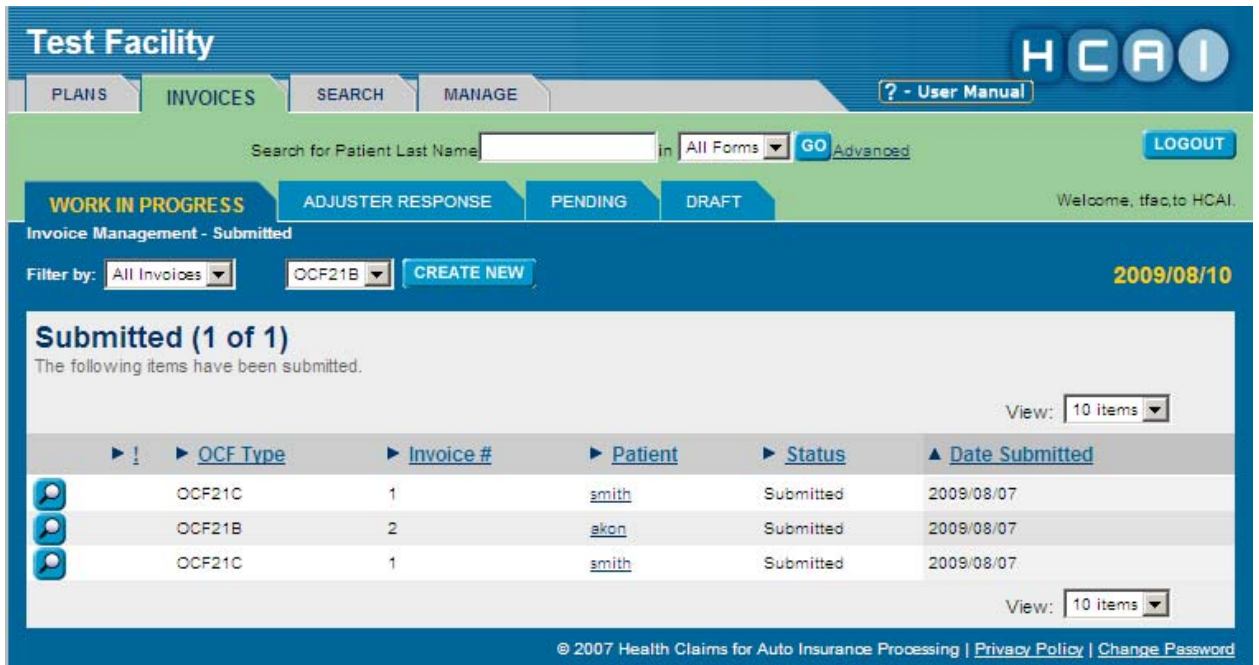 Test Facility
HCAI
PLANS INVOICES SEARCH MANAGE ? - User Manual
Search for Patient Last Name in All Forms GO Advanced LOGOUT
WORK IN PROGRESS ADJUSTER RESPONSE PENDING DRAFT Welcome, tfac,to HCAI.
Invoice Management - Submitted
Filter by: All Invoices OCF21B CREATE NEW 2009/08/10
Submitted (1 of 1)
The following items have been submitted.
View: 10 items
! OCF Type Invoice # Patient Status Date Submitted
OCF21C 1 smith Submitted 2009/08/07
OCF21B 2 akon Submitted 2009/08/07
OCF21C 1 smith Submitted 2009/08/07
View: 10 items
© 2007 Health Claims for Auto Insurance Processing | Privacy Policy | Change Password